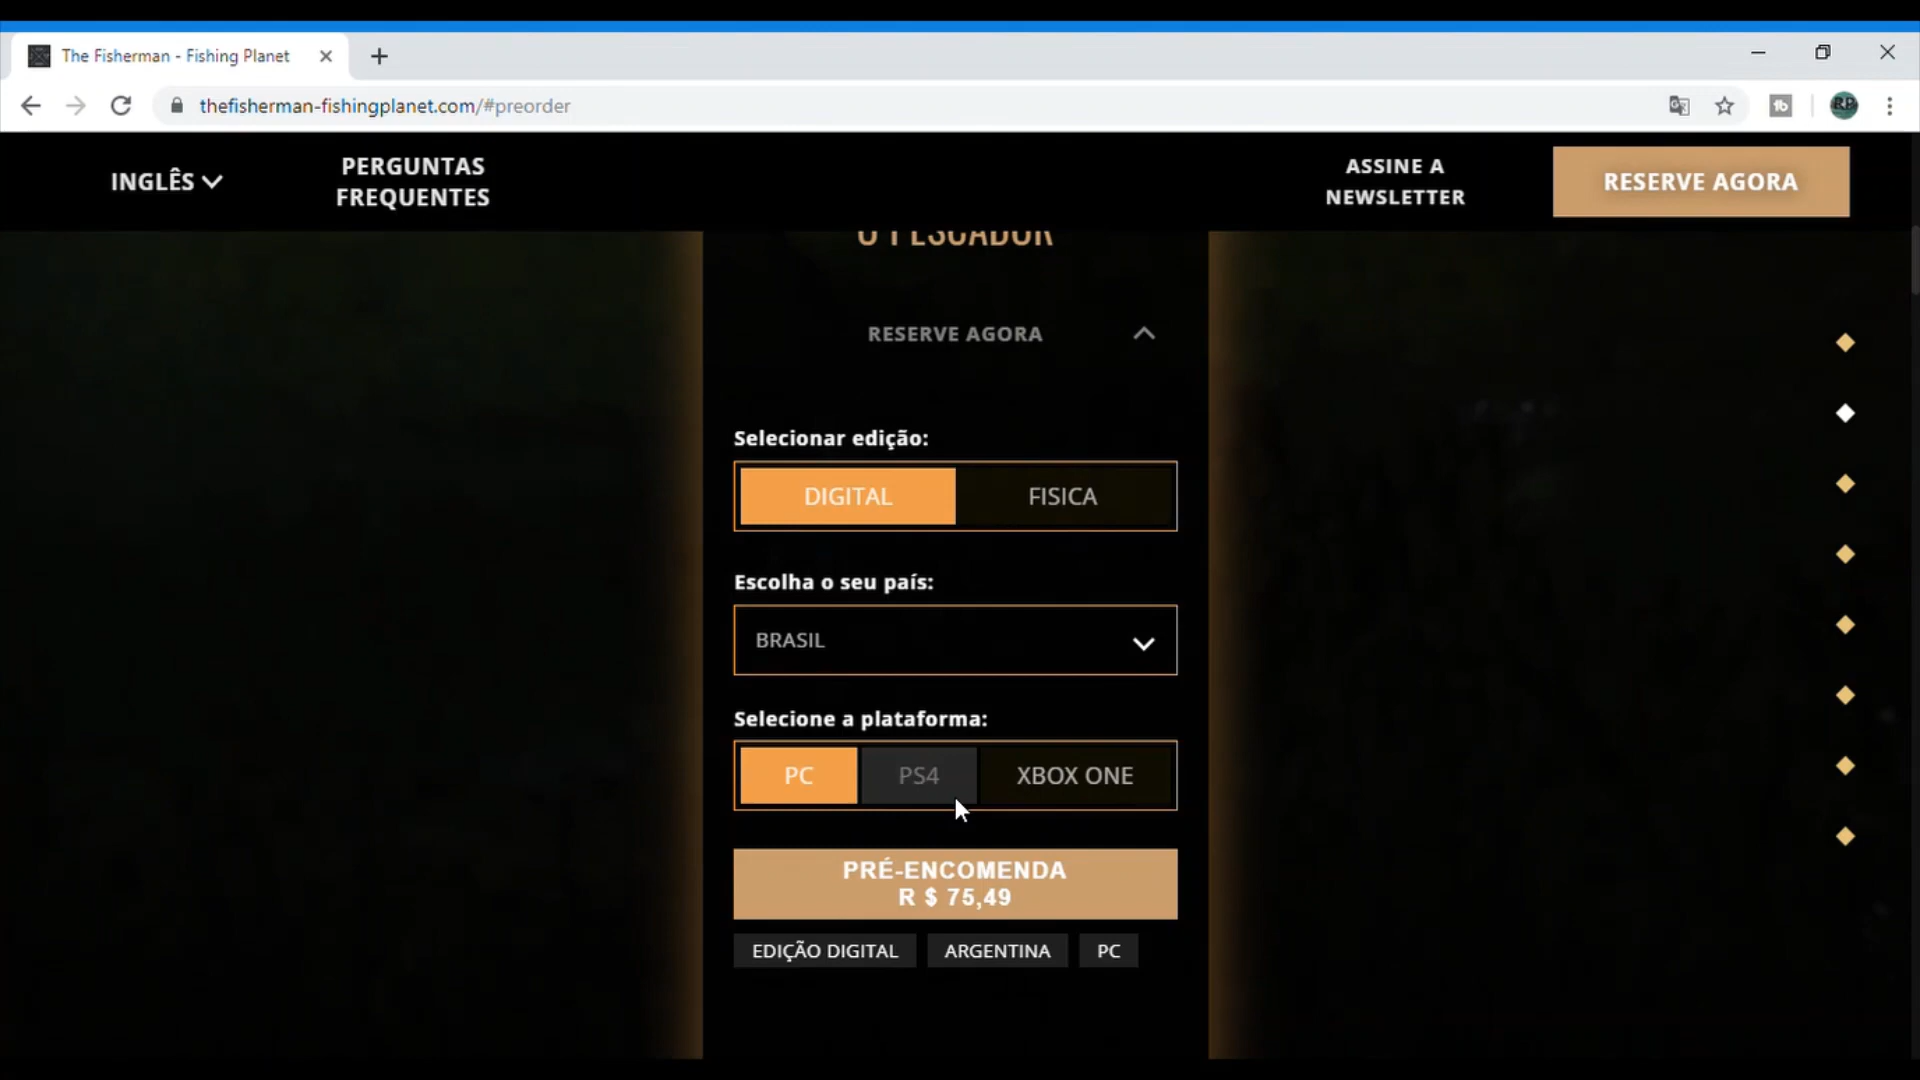 The Fisherman - Fishing Planet
thefisherman-fishingplanet.com/#preorder
INGLÊS
PERGUNTAS
FREQUENTES
ASSINE A
NEWSLETTER
RESERVE AGORA
O PESCADOR
RESERVE AGORA
Selecionar edição:
DIGITAL FISICA
Escolha o seu país:
BRASIL
Selecione a plataforma:
PC PS4 XBOX ONE
PRÉ-ENCOMENDA
R $ 75,49
EDIÇÃO DIGITAL ARGENTINA PC